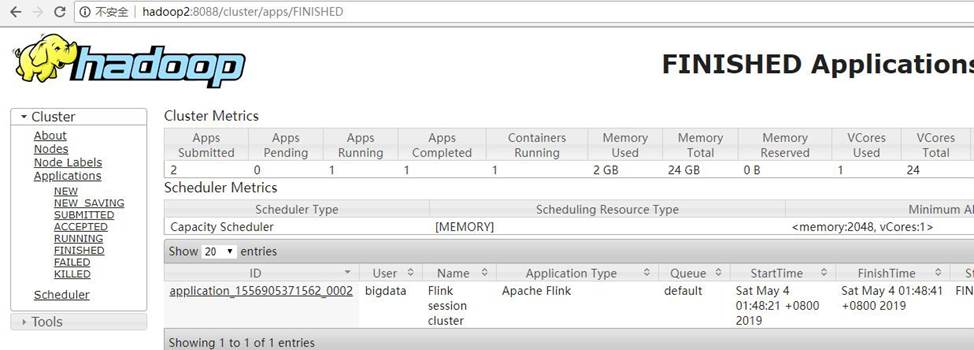 不安全 hadoop2:8088/cluster/apps/FINISHED
hadoop
FINISHED Applications
Cluster
About
Nodes
Node Labels
Applications
NEW
NEW_SAVING
SUBMITTED
ACCEPTED
RUNNING
FINISHED
FAILED
KILLED
Scheduler
Tools
Cluster Metrics
Apps Submitted Apps Pending Apps Running Apps Completed Containers Running Memory Used Memory Total Memory Reserved VCores Used VCores Total
2 0 1 1 1 2 GB 24 GB 0 B 1 24
Scheduler Metrics
Scheduler Type Scheduling Resource Type Minimum Al
Capacity Scheduler [MEMORY] <memory:2048, vCores:1>
Show 20 entries
ID User Name Application Type Queue StartTime FinishTime
application_1556905371562_0002 bigdata Flink session cluster Apache Flink default Sat May 4 01:48:21 +0800 2019 Sat May 4 01:48:41 +0800 2019 FIN
Showing 1 to 1 of 1 entries